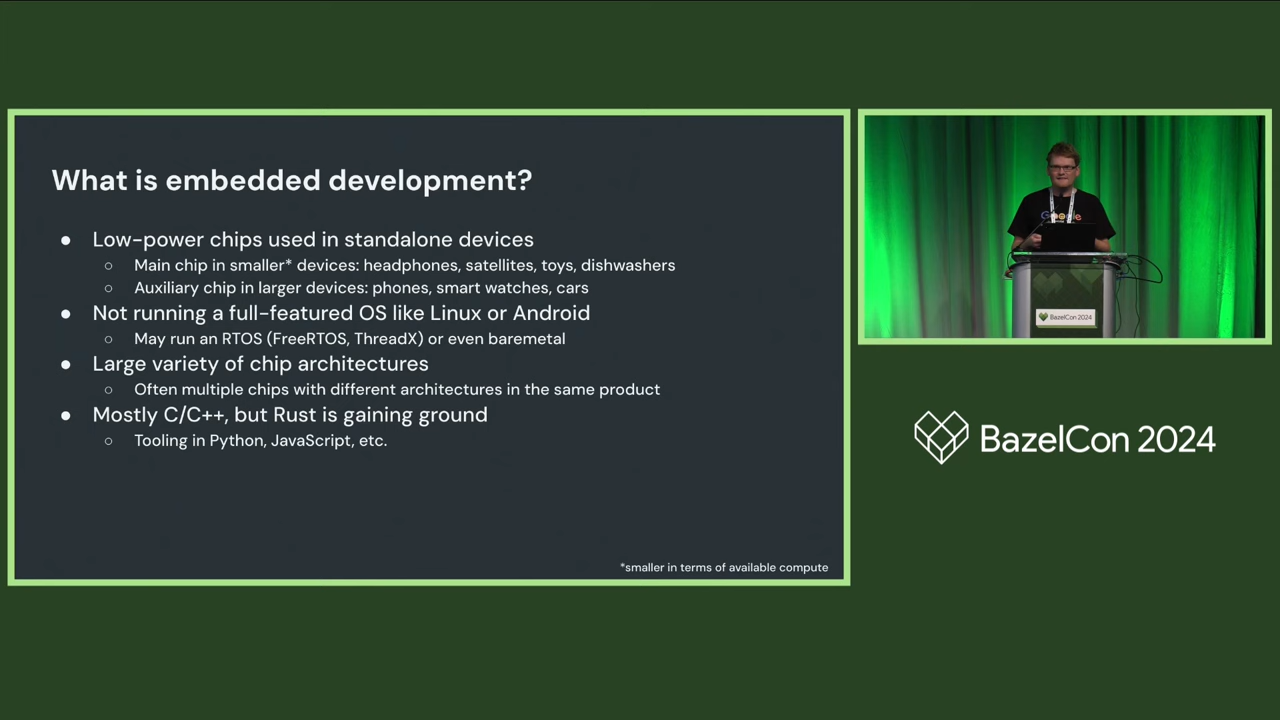 What is embedded development?
● Low-power chips used in standalone devices
○ Main chip in smaller* devices: headphones, satellites, toys, dishwashers
○ Auxiliary chip in larger devices: phones, smart watches, cars
● Not running a full-featured OS like Linux or Android
○ May run an RTOS (FreeRTOS, ThreadX) or even baremetal
● Large variety of chip architectures
○ Often multiple chips with different architectures in the same product
● Mostly C/C++, but Rust is gaining ground
○ Tooling in Python, JavaScript, etc.
*smaller in terms of available compute
Google
BazelCon 2024
BazelCon 2024